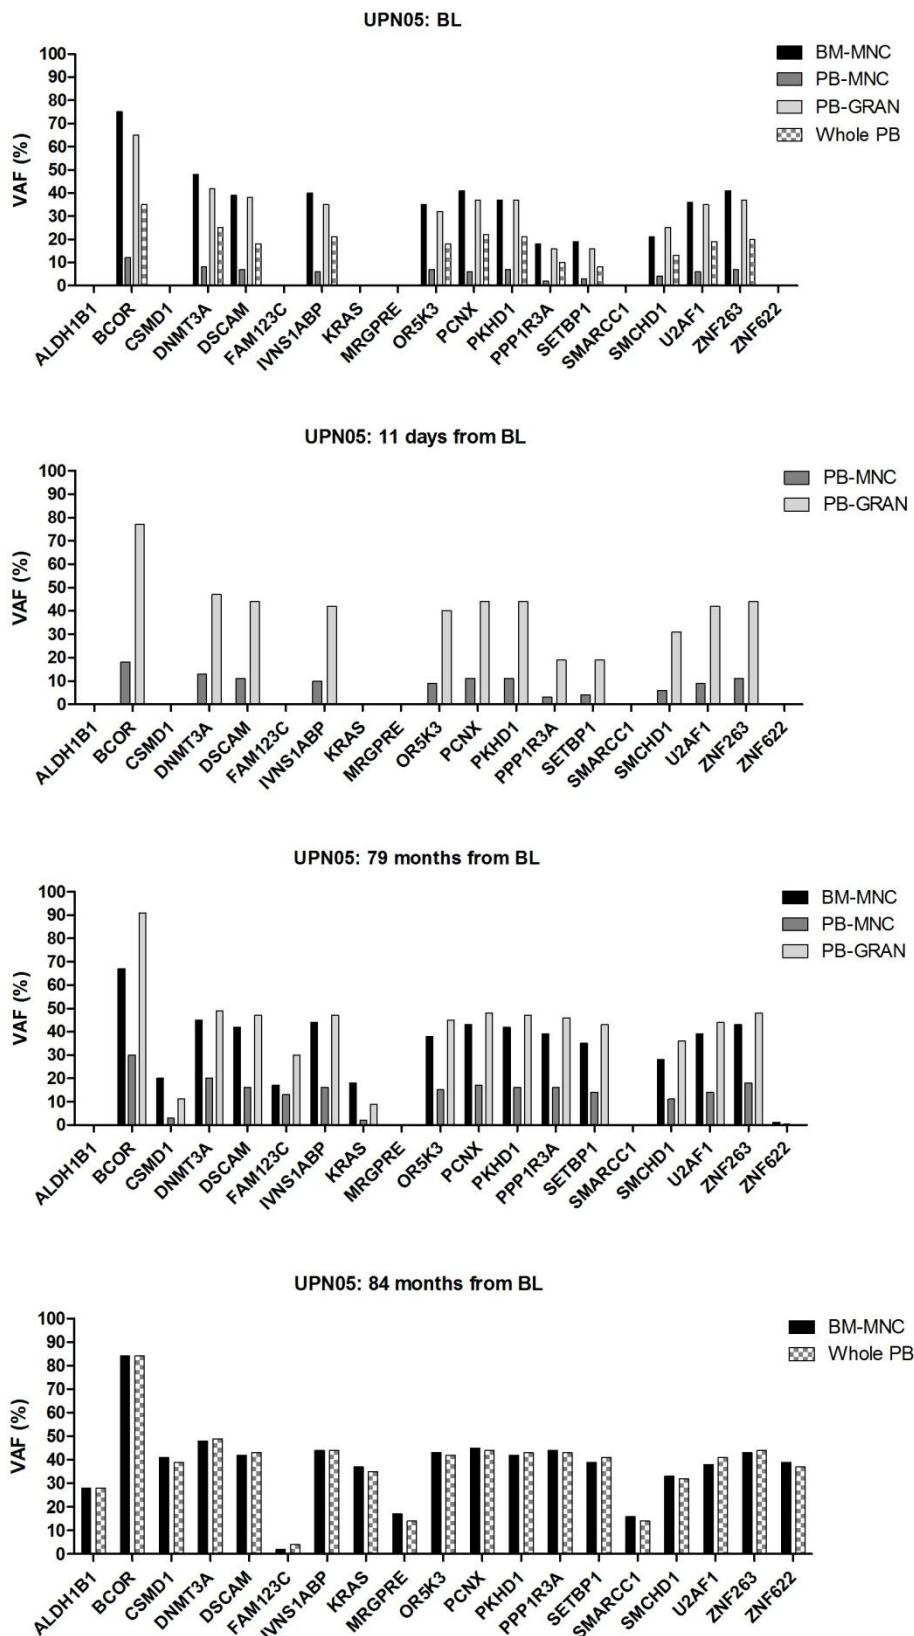 UPN05: BL
100
90
80
70
60
50
40
30
20
10
0
VAF (%)
BM-MNC
PB-MNC
PB-GRAN
Whole PB
ALDH1B1
BCOR
CSMD1
DNMT3A
DSCAM
FAM123C
IVNS1ABP
KRAS
MRGPRE
OR5K3
PCNX
PKHD1
PPP1R3A
SETBP1
SMARCC1
SMCHD1
U2AF1
ZNF263
ZNF622
UPN05: 11 days from BL
100
90
80
70
60
50
40
30
20
10
0
VAF (%)
PB-MNC
PB-GRAN
ALDH1B1
BCOR
CSMD1
DNMT3A
DSCAM
FAM123C
IVNS1ABP
KRAS
MRGPRE
OR5K3
PCNX
PKHD1
PPP1R3A
SETBP1
SMARCC1
SMCHD1
U2AF1
ZNF263
ZNF622
UPN05: 79 months from BL
100
90
80
70
60
50
40
30
20
10
0
VAF (%)
BM-MNC
PB-MNC
PB-GRAN
ALDH1B1
BCOR
CSMD1
DNMT3A
DSCAM
FAM123C
IVNS1ABP
KRAS
MRGPRE
OR5K3
PCNX
PKHD1
PPP1R3A
SETBP1
SMARCC1
SMCHD1
U2AF1
ZNF263
ZNF622
UPN05: 84 months from BL
100
90
80
70
60
50
40
30
20
10
0
VAF (%)
BM-MNC
Whole PB
ALDH1B1
BCOR
CSMD1
DNMT3A
DSCAM
FAM123C
IVNS1ABP
KRAS
MRGPRE
OR5K3
PCNX
PKHD1
PPP1R3A
SETBP1
SMARCC1
SMCHD1
U2AF1
ZNF263
ZNF622